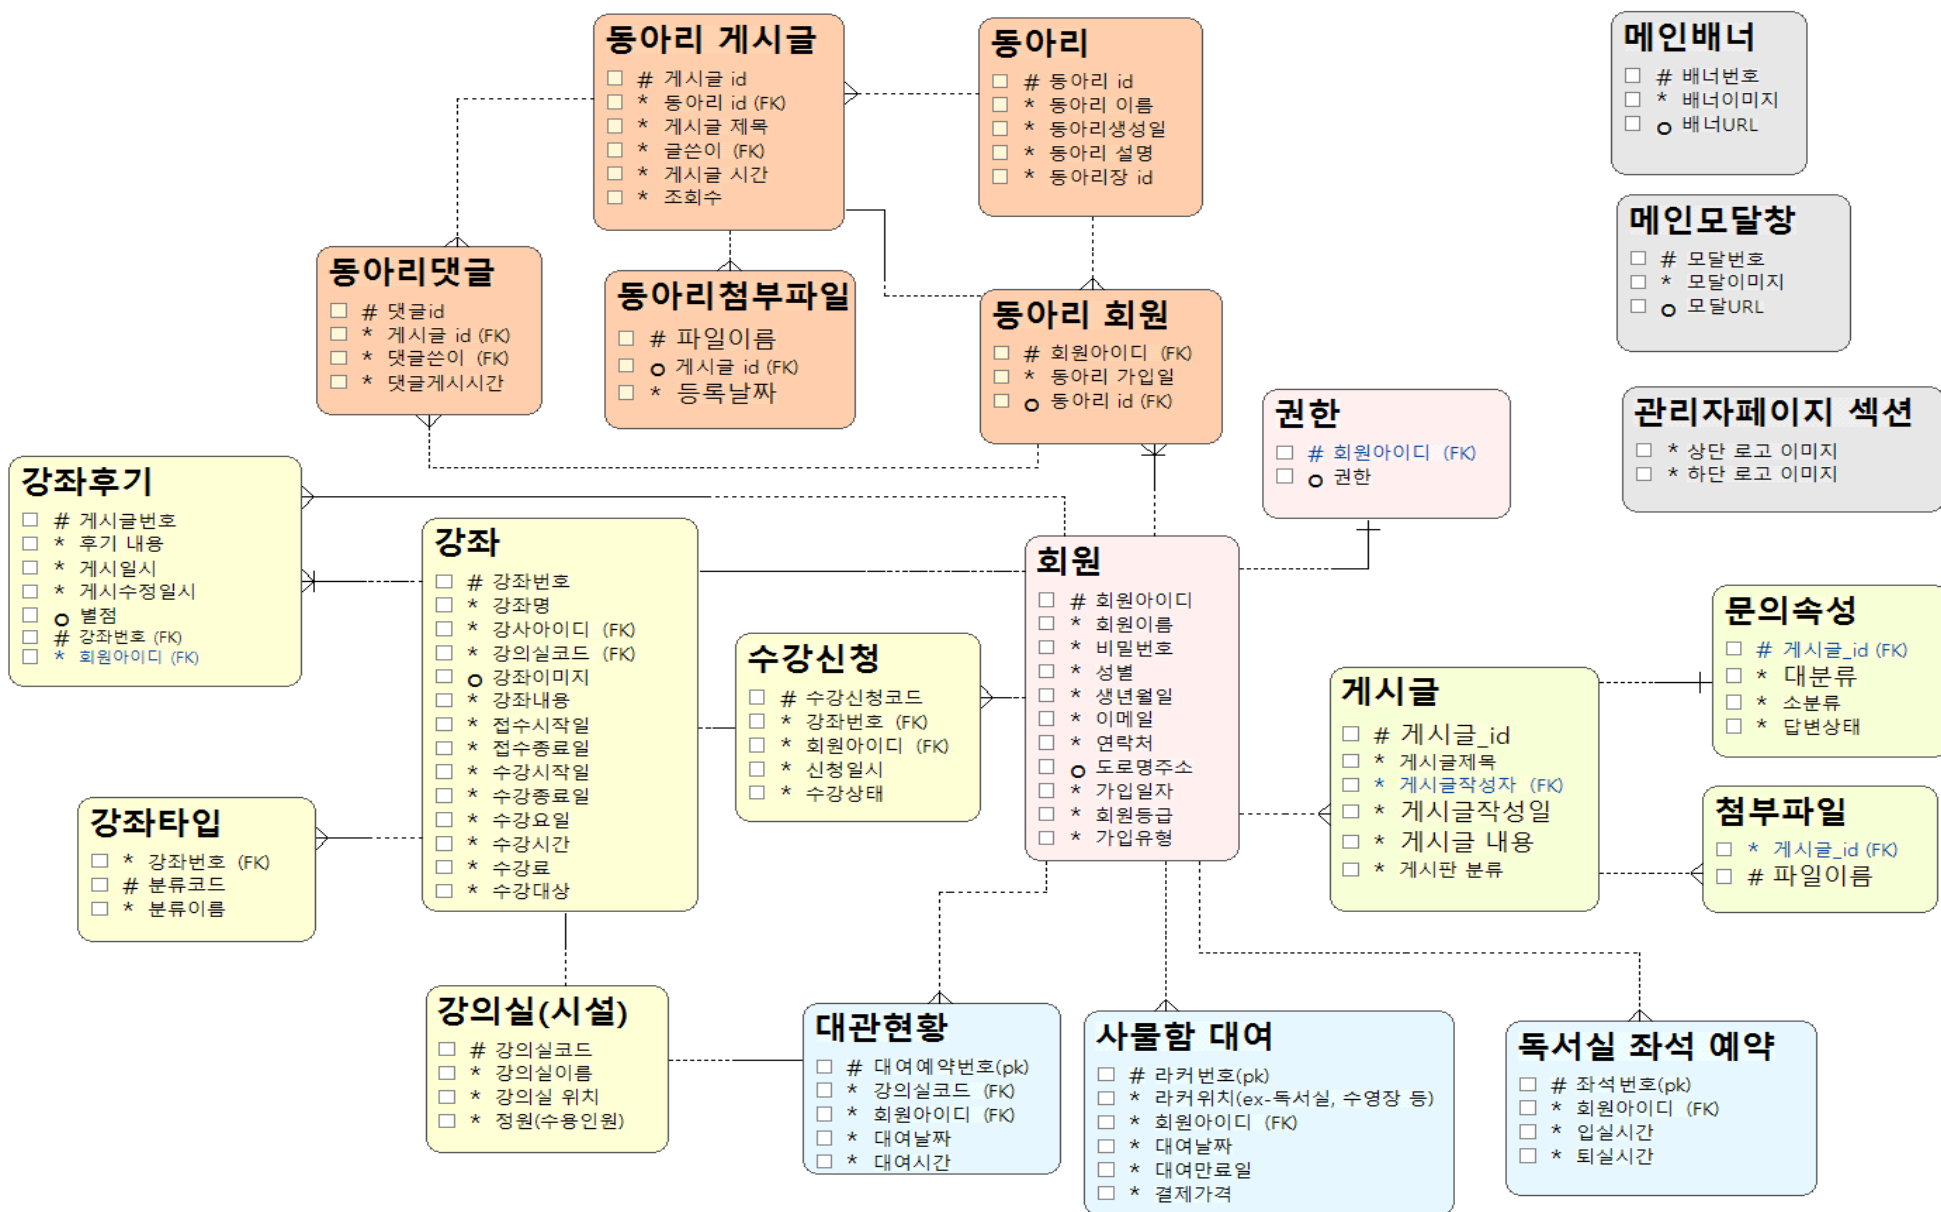 동아리 게시글
# 게시글 id
* 동아리 id (FK)
* 게시글 제목
* 글쓴이 (FK)
* 게시글 시간
* 조회수
동아리
# 동아리 id
* 동아리 이름
* 동아리생성일
* 동아리 설명
* 동아리장 id
메인배너
# 배너번호
* 배너이미지
o 배너URL
메인모달창
# 모달번호
* 모달이미지
o 모달URL
동아리댓글
# 댓글id
* 게시글 id (FK)
* 댓글쓴이 (FK)
* 댓글게시시간
동아리첨부파일
# 파일이름
o 게시글 id (FK)
* 등록날짜
동아리 회원
# 회원아이디 (FK)
* 동아리 가입일
o 동아리 id (FK)
권한
# 회원아이디 (FK)
o 권한
관리자페이지 섹션
* 상단 로고 이미지
* 하단 로고 이미지
강좌후기
# 게시글번호
* 후기 내용
* 게시일시
* 게시수정일시
o 별점
# 강좌번호 (FK)
* 회원아이디 (FK)
강좌
# 강좌번호
* 강좌명
* 강사아이디 (FK)
* 강의실코드 (FK)
o 강좌이미지
* 강좌내용
* 접수시작일
* 접수종료일
* 수강시작일
* 수강종료일
* 수강요일
* 수강시간
* 수강료
* 수강대상
수강신청
# 수강신청코드
* 강좌번호 (FK)
* 회원아이디 (FK)
* 신청일시
* 수강상태
회원
# 회원아이디
* 회원이름
* 비밀번호
* 성별
* 생년월일
* 이메일
* 연락처
o 도로명주소
* 가입일자
* 회원등급
* 가입유형
게시글
# 게시글_id
* 게시글제목
* 게시글작성자 (FK)
* 게시글작성일
* 게시글 내용
* 게시판 분류
문의속성
# 게시글_id (FK)
* 대분류
* 소분류
* 답변상태
첨부파일
* 게시글_id (FK)
# 파일이름
강좌타입
* 강좌번호 (FK)
# 분류코드
* 분류이름
강의실(시설)
# 강의실코드
* 강의실이름
* 강의실 위치
* 정원(수용인원)
대관현황
# 대여예약번호(pk)
* 강의실코드 (FK)
* 회원아이디 (FK)
* 대여날짜
* 대여시간
사물함 대여
# 라커번호(pk)
* 라커위치(ex-독서실, 수영장 등)
* 회원아이디 (FK)
* 대여날짜
* 대여만료일
* 결제가격
독서실 좌석 예약
# 좌석번호(pk)
* 회원아이디 (FK)
* 입실시간
* 퇴실시간